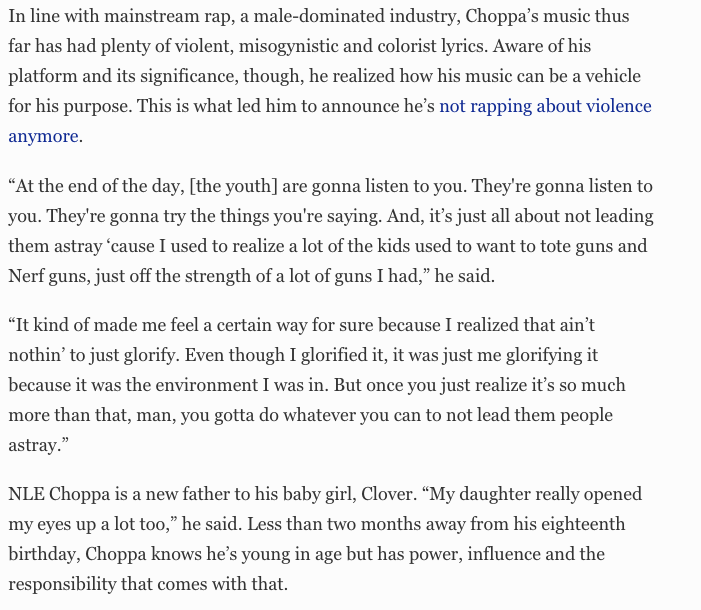 In line with mainstream rap, a male-dominated industry, Choppa’s music thus
far has had plenty of violent, misogynistic and colorist lyrics. Aware of his
platform and its significance, though, he realized how his music can be a vehicle
for his purpose. This is what led him to announce he’s not rapping about violence
anymore.
“At the end of the day, [the youth] are gonna listen to you. They're gonna listen to
you. They're gonna try the things you're saying. And, it’s just all about not leading
them astray ‘cause I used to realize a lot of the kids used to want to tote guns and
Nerf guns, just off the strength of a lot of guns I had,” he said.
“It kind of made me feel a certain way for sure because I realized that ain’t
nothin’ to just glorify. Even though I glorified it, it was just me glorifying it
because it was the environment I was in. But once you just realize it’s so much
more than that, man, you gotta do whatever you can to not lead them people
astray.”
NLE Choppa is a new father to his baby girl, Clover. “My daughter really opened
my eyes up a lot too,” he said. Less than two months away from his eighteenth
birthday, Choppa knows he’s young in age but has power, influence and the
responsibility that comes with that.